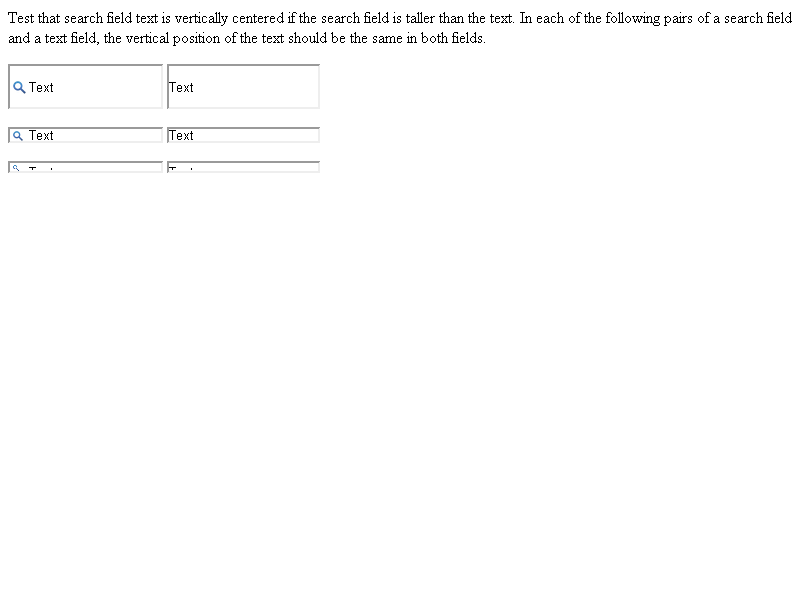 Test that search field text is vertically centered if the search field is taller than the text. In each of the following pairs of a search field
and a text field, the vertical position of the text should be the same in both fields.
Text Text
Text Text